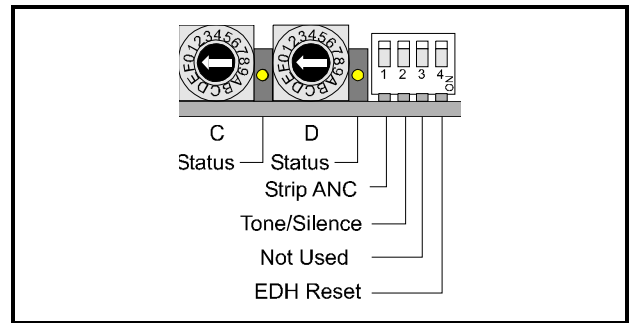 0123456789ABCDEF
0123456789ABCDEF
1 2 3 4
ON
C D
Status Status
Strip ANC
Tone/Silence
Not Used
EDH Reset